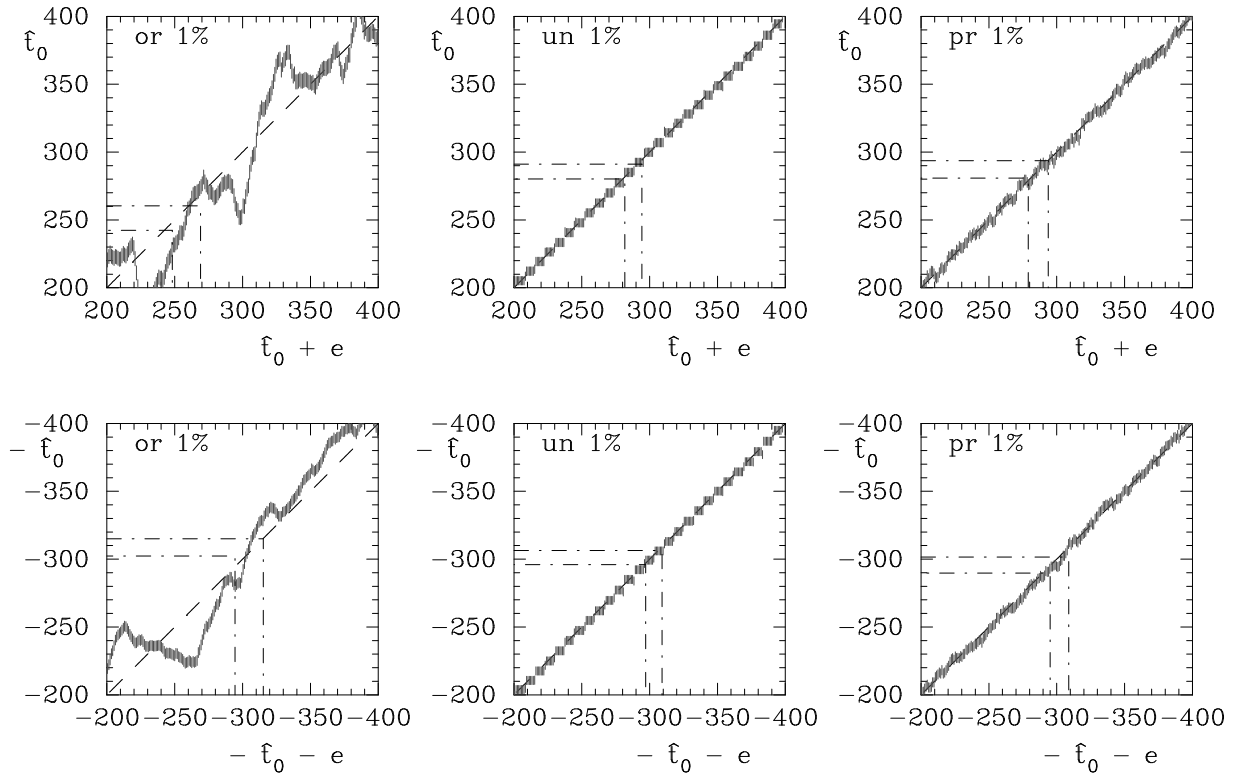 400 or 1% 400 un 1% 400 pr 1%
t̂0 t̂0 t̂0
350 350 350
300 300 300
250 250 250
200 200 200
200 250 300 350 400 200 250 300 350 400 200 250 300 350 400
t̂0 + e t̂0 + e t̂0 + e
−400 or 1% −400 un 1% −400 pr 1%
− t̂0 − t̂0 − t̂0
−350 −350 −350
−300 −300 −300
−250 −250 −250
−200 −200 −200
−200 −250 −300 −350 −400 −200 −250 −300 −350 −400 −200 −250 −300 −350 −400
− t̂0 − e − t̂0 − e − t̂0 − e